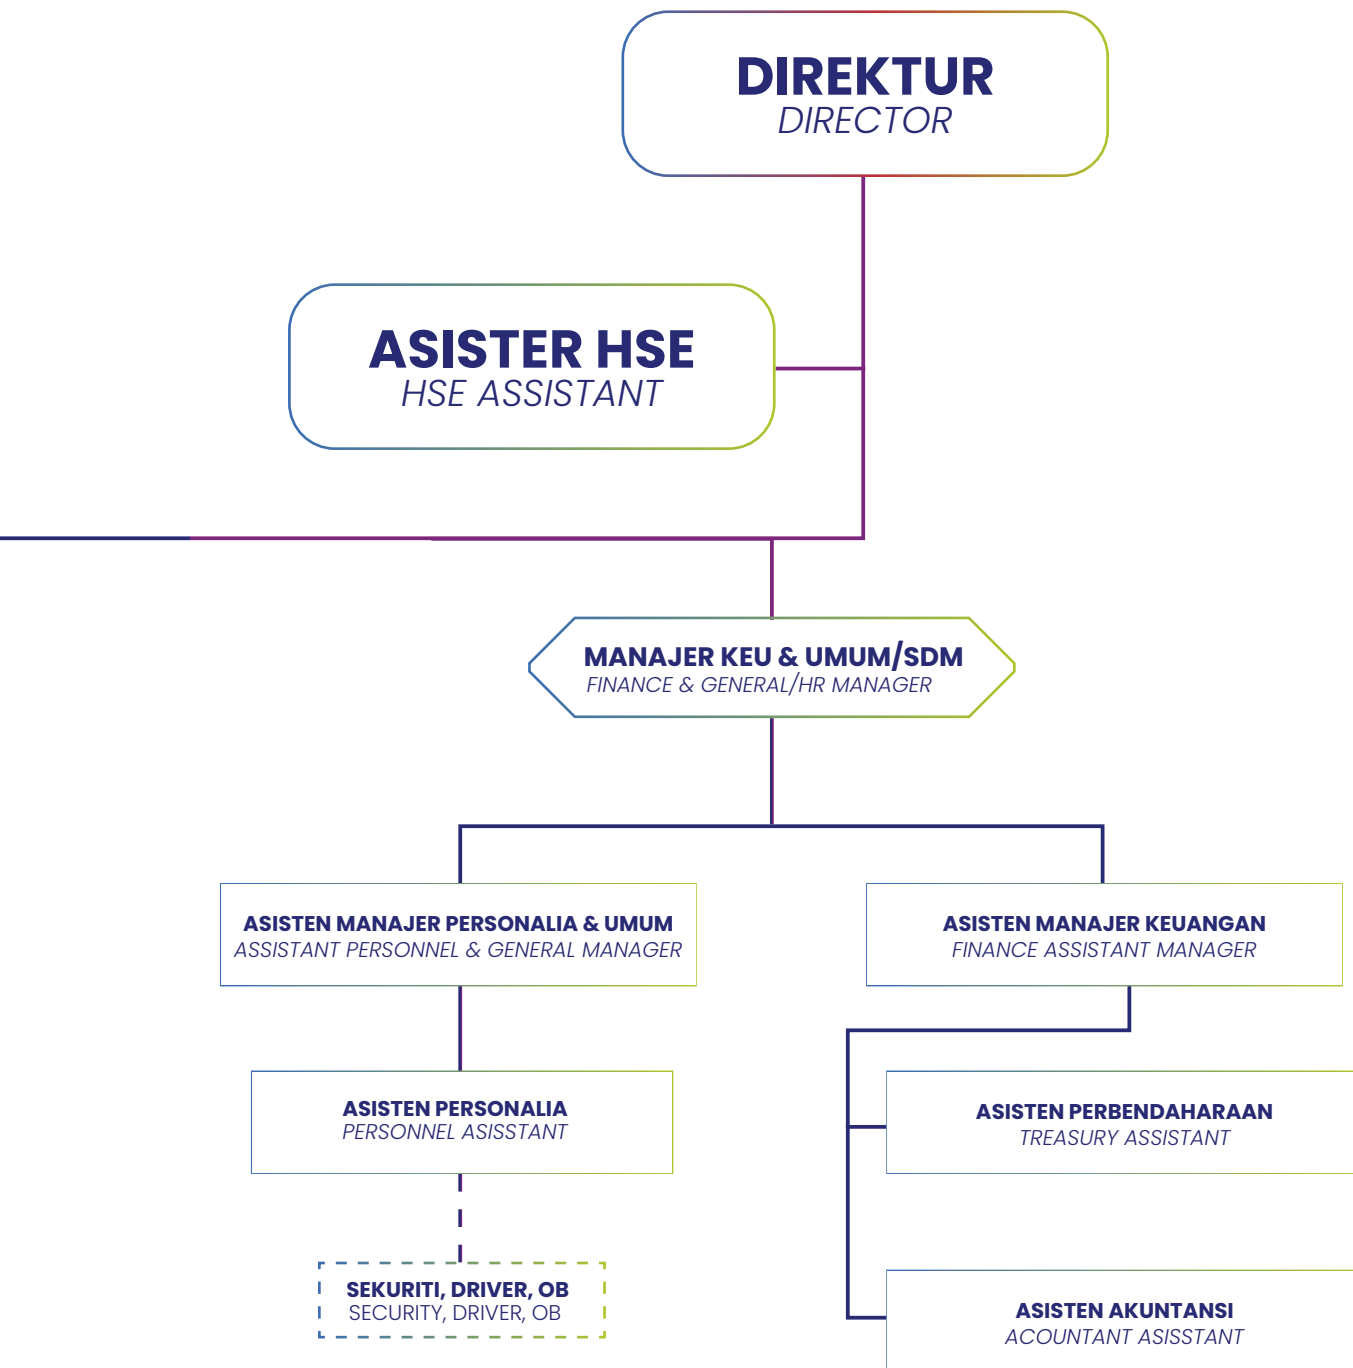 DIREKTUR
DIRECTOR
ASISTER HSE
HSE ASSISTANT
MANAJER KEU & UMUM/SDM
FINANCE & GENERAL/HR MANAGER
ASISTEN MANAJER PERSONALIA & UMUM
ASSISTANT PERSONNEL & GENERAL MANAGER
ASISTEN MANAJER KEUANGAN
FINANCE ASSISTANT MANAGER
ASISTEN PERSONALIA
PERSONNEL ASISSTANT
ASISTEN PERBENDAHARAAN
TREASURY ASSISTANT
SEKURITI, DRIVER, OB
SECURITY, DRIVER, OB
ASISTEN AKUNTANSI
ACOUNTANT ASISSTANT